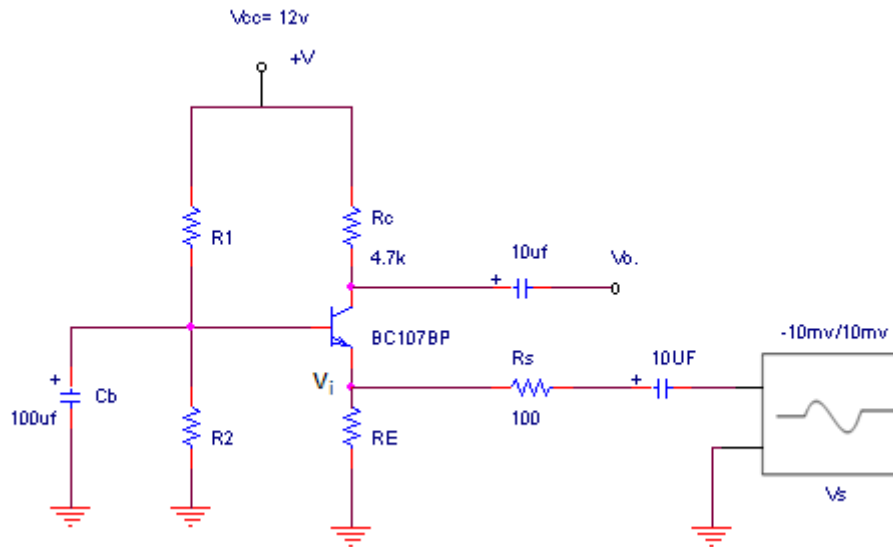 Vcc= 12v
+V
R1
Rc
4.7k
10uf
+
Vo.
-10mv/10mv
BC107BP
Rs
10UF
+
+
Vi
100uf
Cb
R2
RE
100
Vs